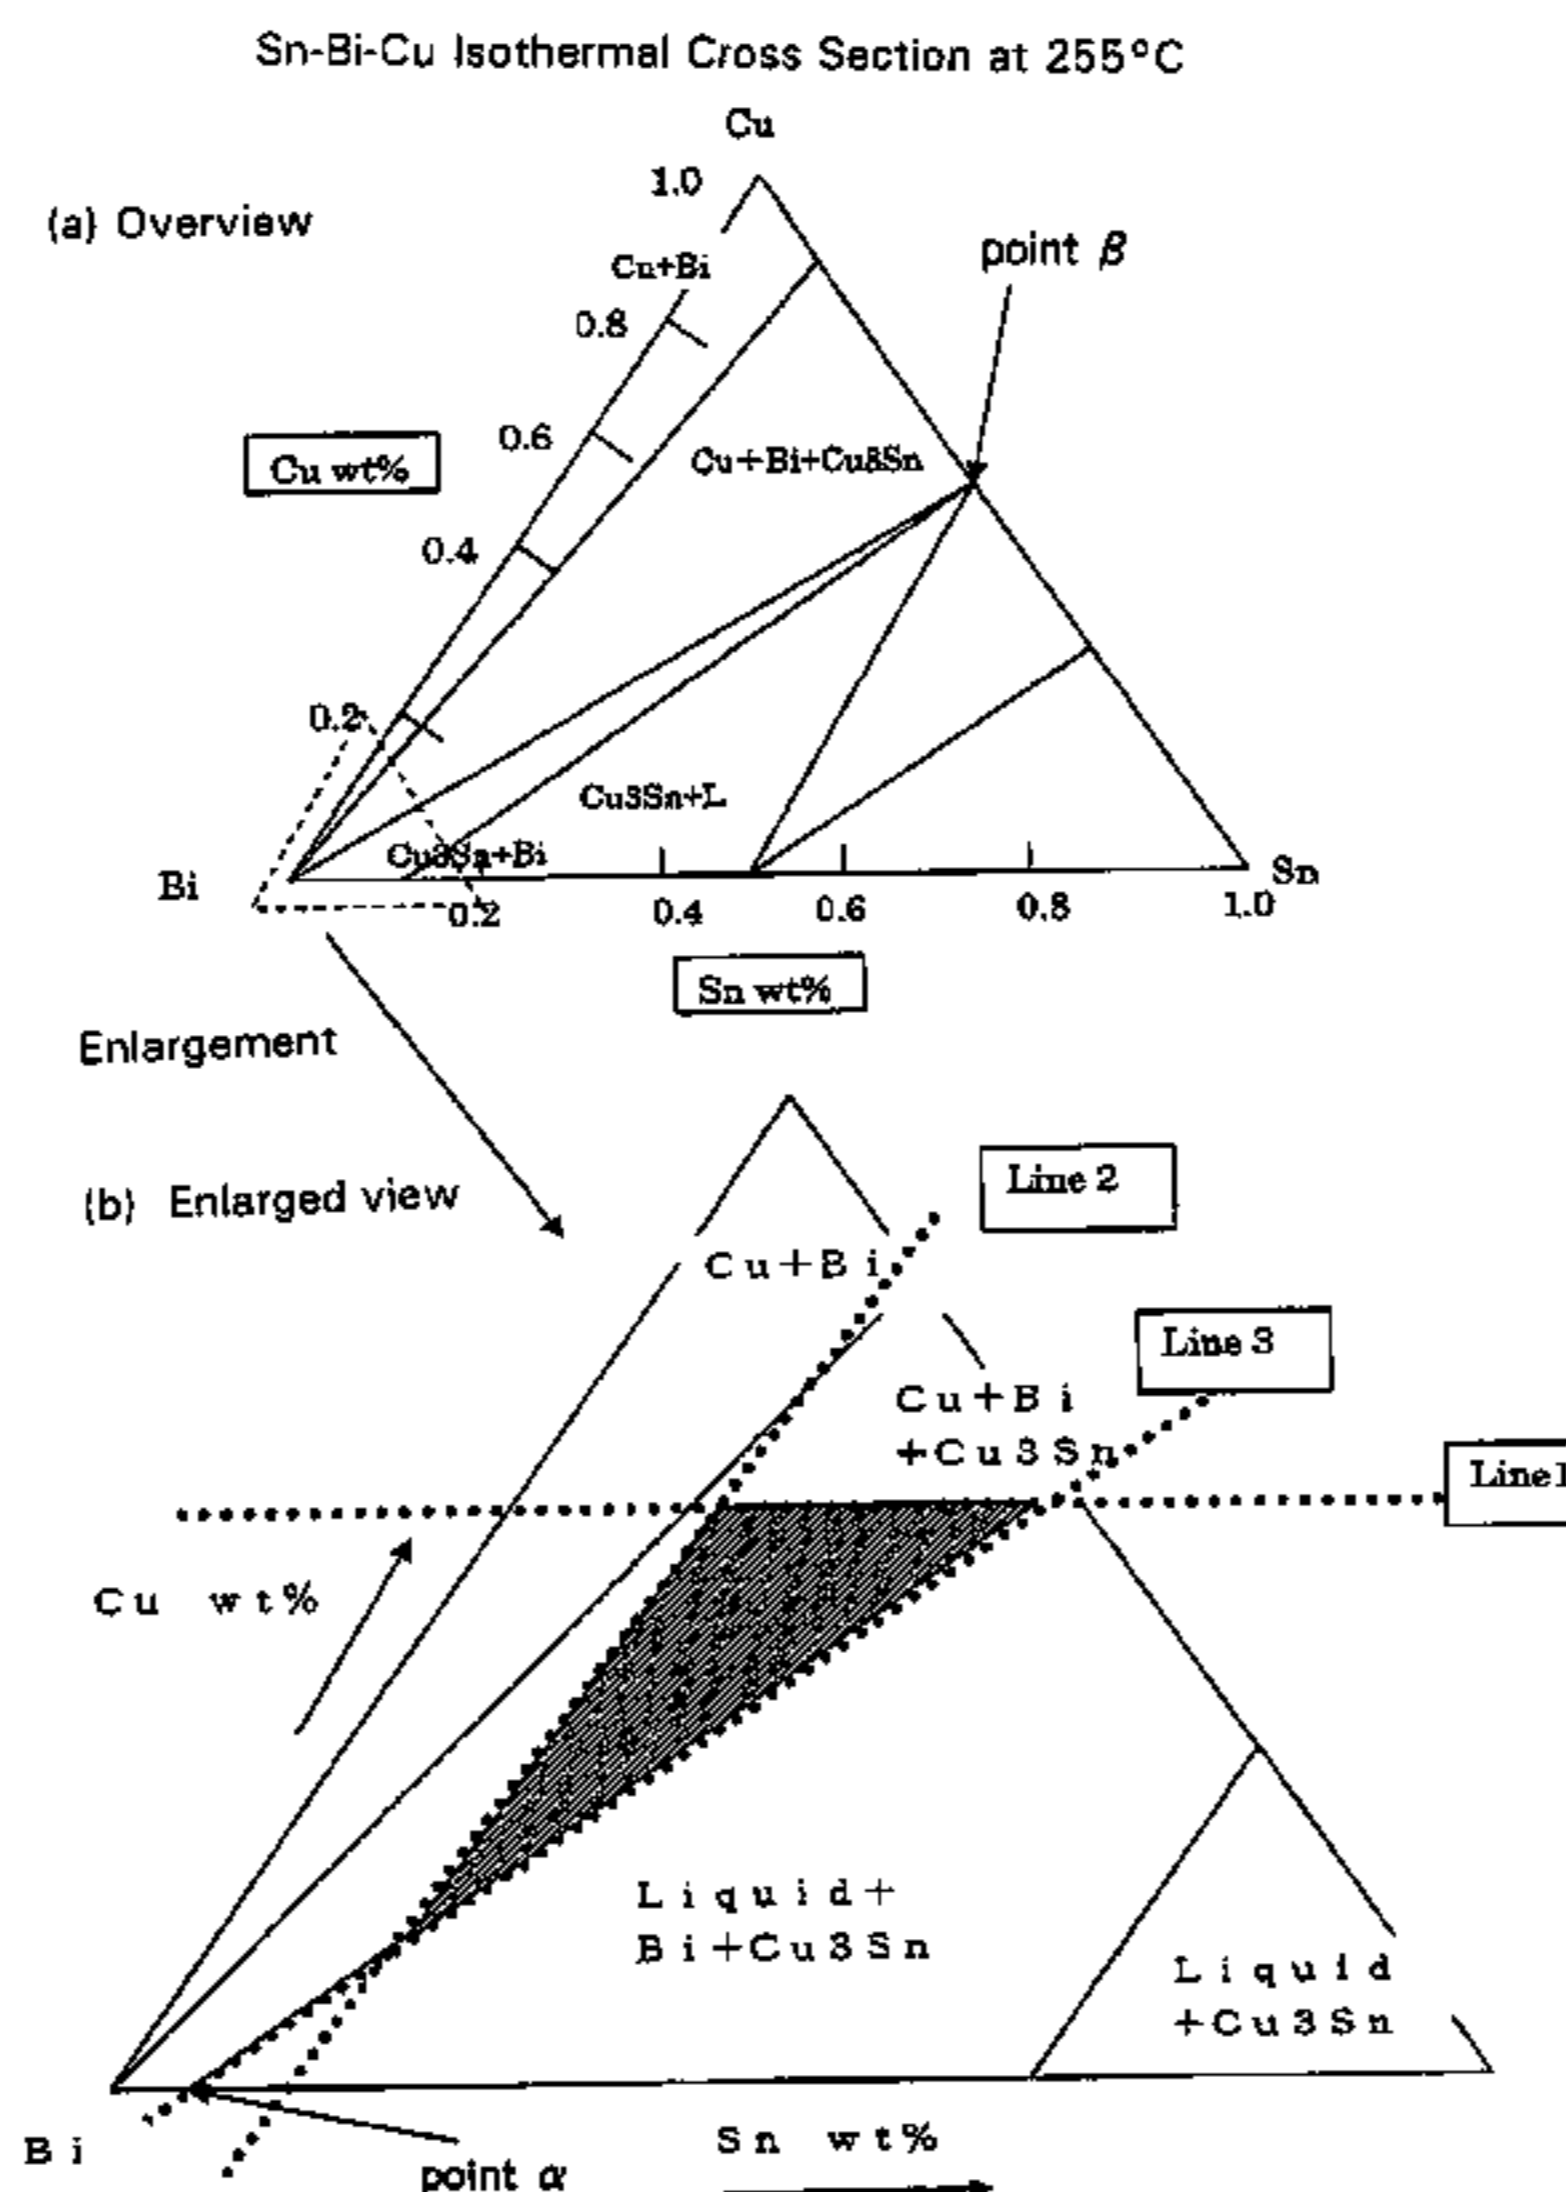 Sn-Bi-Cu Isothermal Cross Section at 255°C
Cu
1.0
(a) Overview
point β
Cu+Bi
0.8
0.6
Cu wt%
Cu+Bi+Cu3Sn
0.4
0.2
Cu3Sn+L
Cu3Sn+Bi
Bi
Sn
0.2
0.4
0.6
0.8
1.0
Sn wt%
Enlargement
(b) Enlarged view
Line 2
Cu+Bi
Line 3
Cu+Bi
+Cu3Sn
Line1
Cu wt%
Liquid+
Bi+Cu3Sn
Liquid
+Cu3Sn
Bi
Sn wt%
point α